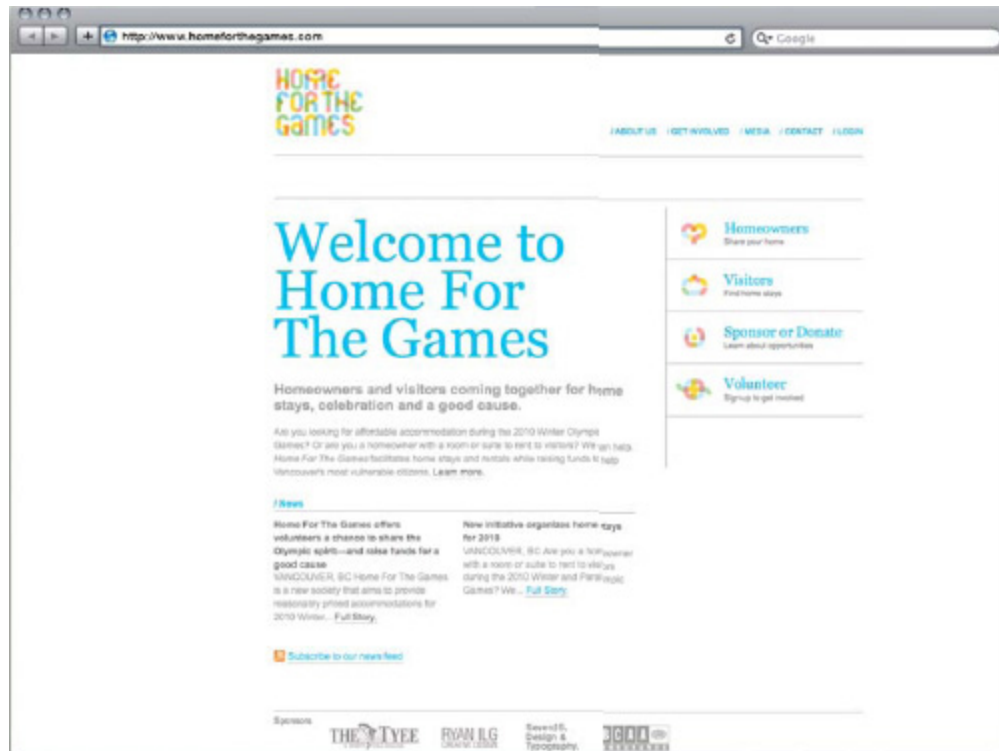 http://www.homeforthegames.com
Google
HOME
FOR THE
GAMES
/ ABOUT US / GET INVOLVED / MEDIA / CONTACT / LOGIN
Welcome to
Home For
The Games
Homeowners and visitors coming together for home
stays, celebration and a good cause.
Are you looking for affordable accommodation during the 2010 Winter Olympic
Games? Or are you a homeowner with a room or suite to rent to visitors? We can help.
Home For The Games facilitates home stays and rentals while raising funds to help
Vancouver's most vulnerable citizens. Learn more.
/ News
Home For The Games offers
volunteers a chance to share the
Olympic spirit—and raise funds for a
good cause
VANCOUVER, BC Home For The Games
is a new society that aims to provide
reasonably priced accommodations for
2010 Winter... Full Story.
New initiative organizes home stays
for 2010
VANCOUVER, BC Are you a homeowner
with a room or suite to rent to visitors
during the 2010 Winter and Paralympic
Games? We... Full Story.
Subscribe to our news feed
Homeowners
Share your home
Visitors
Find home stays
Sponsor or Donate
Learn about opportunities
Volunteer
Sign up to get involved
Sponsors
THE TYEE
RYAN ILG
Seven25.
Design &
Typography.